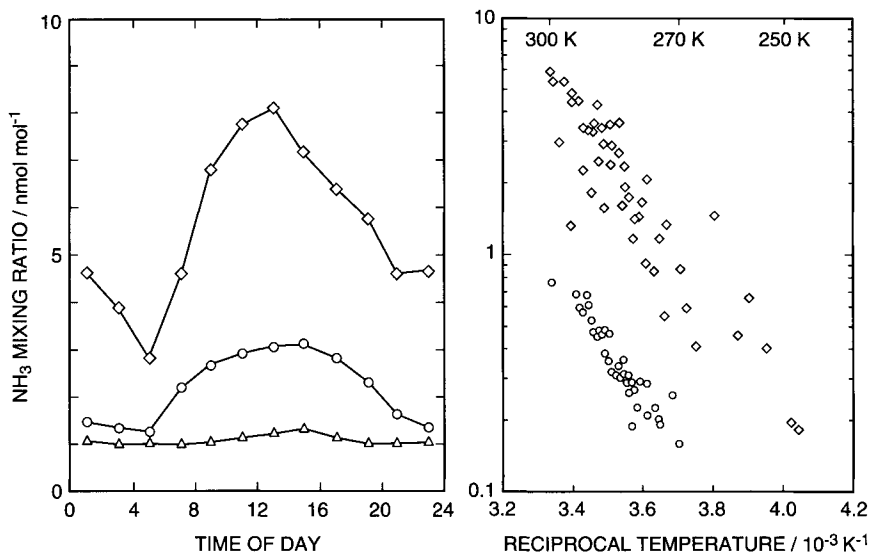 NH3 MIXING RATIO / nmol mol-1
10
5
0
0 4 8 12 16 20 24
TIME OF DAY
10
1
0.1
300 K 270 K 250 K
3.2 3.4 3.6 3.8 4.0 4.2
RECIPROCAL TEMPERATURE / 10-3 K-1